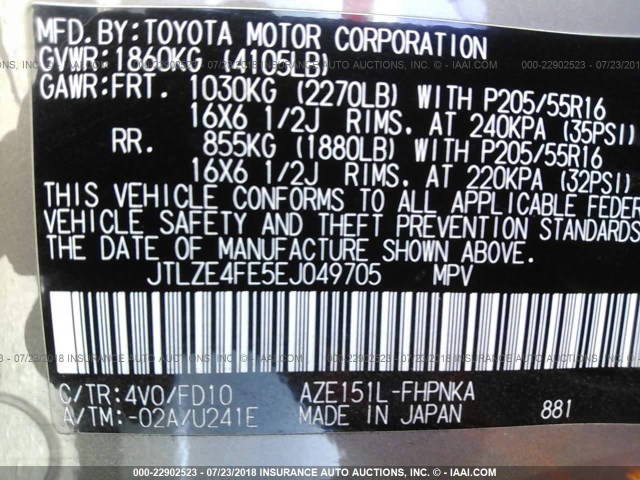 MFD.BY:TOYOTA MOTOR CORPORATION
GVWR:1860KG (4105LB)
GAWR:FRT. 1030KG (2270LB) WITH P205/55R16
16X6 1/2J RIMS, AT 240KPA (35PSI)
RR. 855KG (1880LB) WITH P205/55R16
16X6 1/2J RIMS, AT 220KPA (32PSI)
THIS VEHICLE CONFORMS TO ALL APPLICABLE FEDER
VEHICLE SAFETY AND THEFT PREVENTION STANDARDS
THE DATE OF MANUFACTURE SHOWN ABOVE.
JTLZE4FE5EJ049705 MPV
C/TR:4V0/FD10 AZE151L-FHPNKA
A/TM:-02A/U241E MADE IN JAPAN 881
000-22902523 - 07/23/2018 INSURANCE AUTO AUCTIONS, INC. © - IAAI.COM